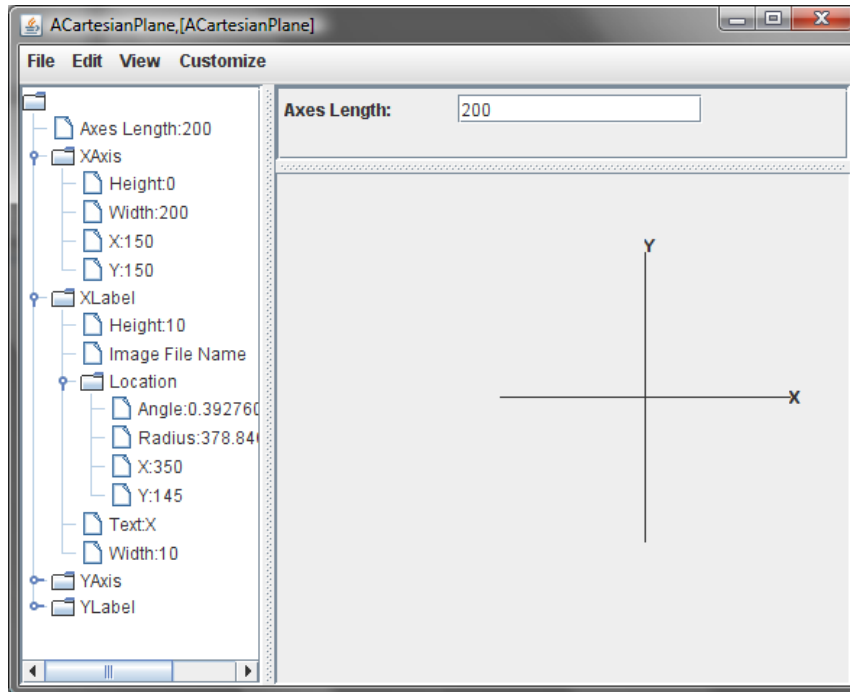 ACartesianPlane,[ACartesianPlane]
File Edit View Customize
Axes Length:200
XAxis
Height:0
Width:200
X:150
Y:150
XLabel
Height:10
Image File Name
Location
Angle:0.392760
Radius:378.846
X:350
Y:145
Text:X
Width:10
YAxis
YLabel
Axes Length: 200
Y
X